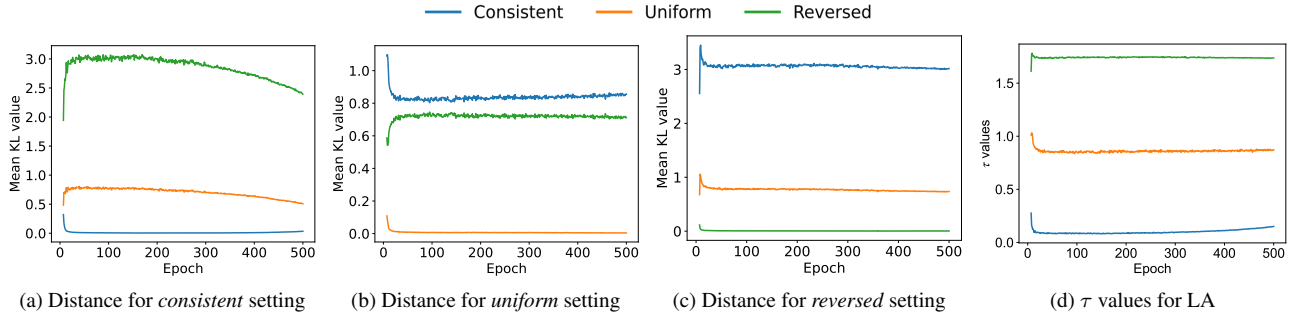 Consistent Uniform Reversed
Mean KL value
3.0
2.5
2.0
1.5
1.0
0.5
0.0
0 100 200 300 400 500
Epoch
(a) Distance for consistent setting
Mean KL value
1.0
0.8
0.6
0.4
0.2
0.0
0 100 200 300 400 500
Epoch
(b) Distance for uniform setting
Mean KL value
3
2
1
0
0 100 200 300 400 500
Epoch
(c) Distance for reversed setting
τ values
1.5
1.0
0.5
0.0
0 100 200 300 400 500
Epoch
(d) τ values for LA